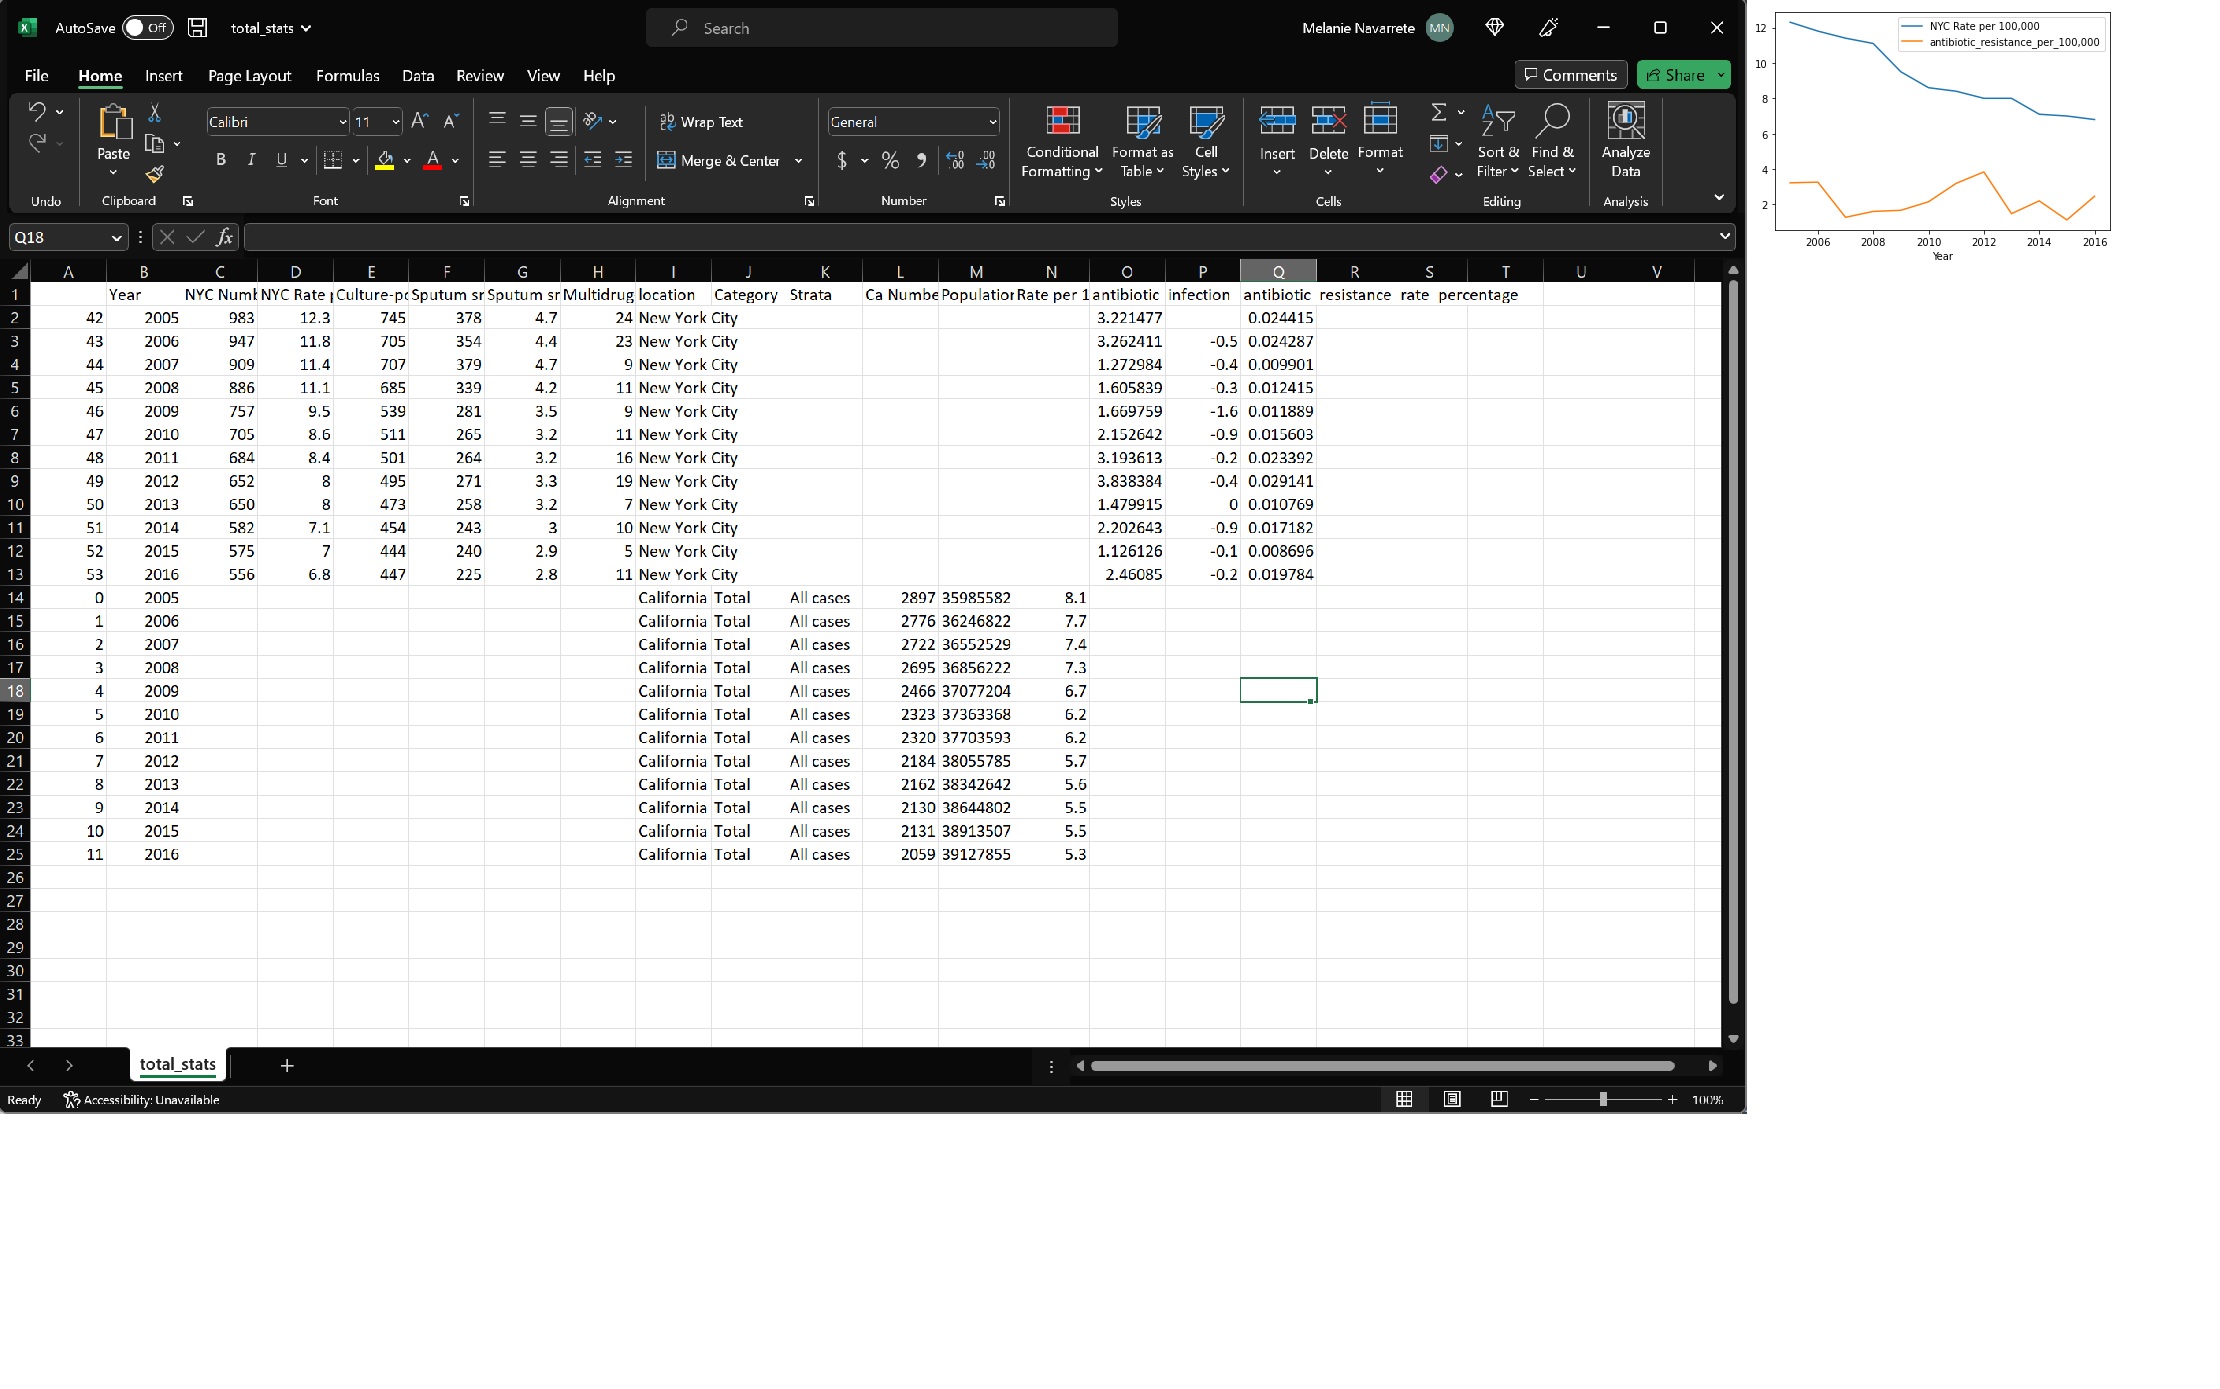 AutoSave Off total_stats Search Melanie Navarrete MN
File Home Insert Page Layout Formulas Data Review View Help Comments Share
Calibri 11 Wrap Text General
Paste B I U Merge & Center $ % Conditional Formatting Format as Table Cell Styles Insert Delete Format Sort & Filter Find & Select Analyze Data
Undo Clipboard Font Alignment Number Styles Cells Editing Analysis
Q18 fx
A B C D E F G H I J K L M N O P Q R S T U V
1 Year NYC Numb NYC Rate p Culture-po Sputum sn Sputum sn Multidrug location Category Strata Ca Numbe Population Rate per 1 antibiotic infection antibiotic resistance rate percentage
2 42 2005 983 12.3 745 378 4.7 24 New York City 3.221477 0.024415
3 43 2006 947 11.8 705 354 4.4 23 New York City 3.262411 -0.5 0.024287
4 44 2007 909 11.4 707 379 4.7 9 New York City 1.272984 -0.4 0.009901
5 45 2008 886 11.1 685 339 4.2 11 New York City 1.605839 -0.3 0.012415
6 46 2009 757 9.5 539 281 3.5 9 New York City 1.669759 -1.6 0.011889
7 47 2010 705 8.6 511 265 3.2 11 New York City 2.152642 -0.9 0.015603
8 48 2011 684 8.4 501 264 3.2 16 New York City 3.193613 -0.2 0.023392
9 49 2012 652 8 495 271 3.3 19 New York City 3.838384 -0.4 0.029141
10 50 2013 650 8 473 258 3.2 7 New York City 1.479915 0 0.010769
11 51 2014 582 7.1 454 243 3 10 New York City 2.202643 -0.9 0.017182
12 52 2015 575 7 444 240 2.9 5 New York City 1.126126 -0.1 0.008696
13 53 2016 556 6.8 447 225 2.8 11 New York City 2.46085 -0.2 0.019784
14 0 2005 California Total All cases 2897 35985582 8.1
15 1 2006 California Total All cases 2776 36246822 7.7
16 2 2007 California Total All cases 2722 36552529 7.4
17 3 2008 California Total All cases 2695 36856222 7.3
18 4 2009 California Total All cases 2466 37077204 6.7
19 5 2010 California Total All cases 2323 37363368 6.2
20 6 2011 California Total All cases 2320 37703593 6.2
21 7 2012 California Total All cases 2184 38055785 5.7
22 8 2013 California Total All cases 2162 38342642 5.6
23 9 2014 California Total All cases 2130 38644802 5.5
24 10 2015 California Total All cases 2131 38913507 5.5
25 11 2016 California Total All cases 2059 39127855 5.3
26
27
28
29
30
31
32
33
total_stats
Ready Accessibility: Unavailable 100%
NYC Rate per 100,000
antibiotic_resistance_per_100,000
12
10
8
6
4
2
2006 2008 2010 2012 2014 2016
Year